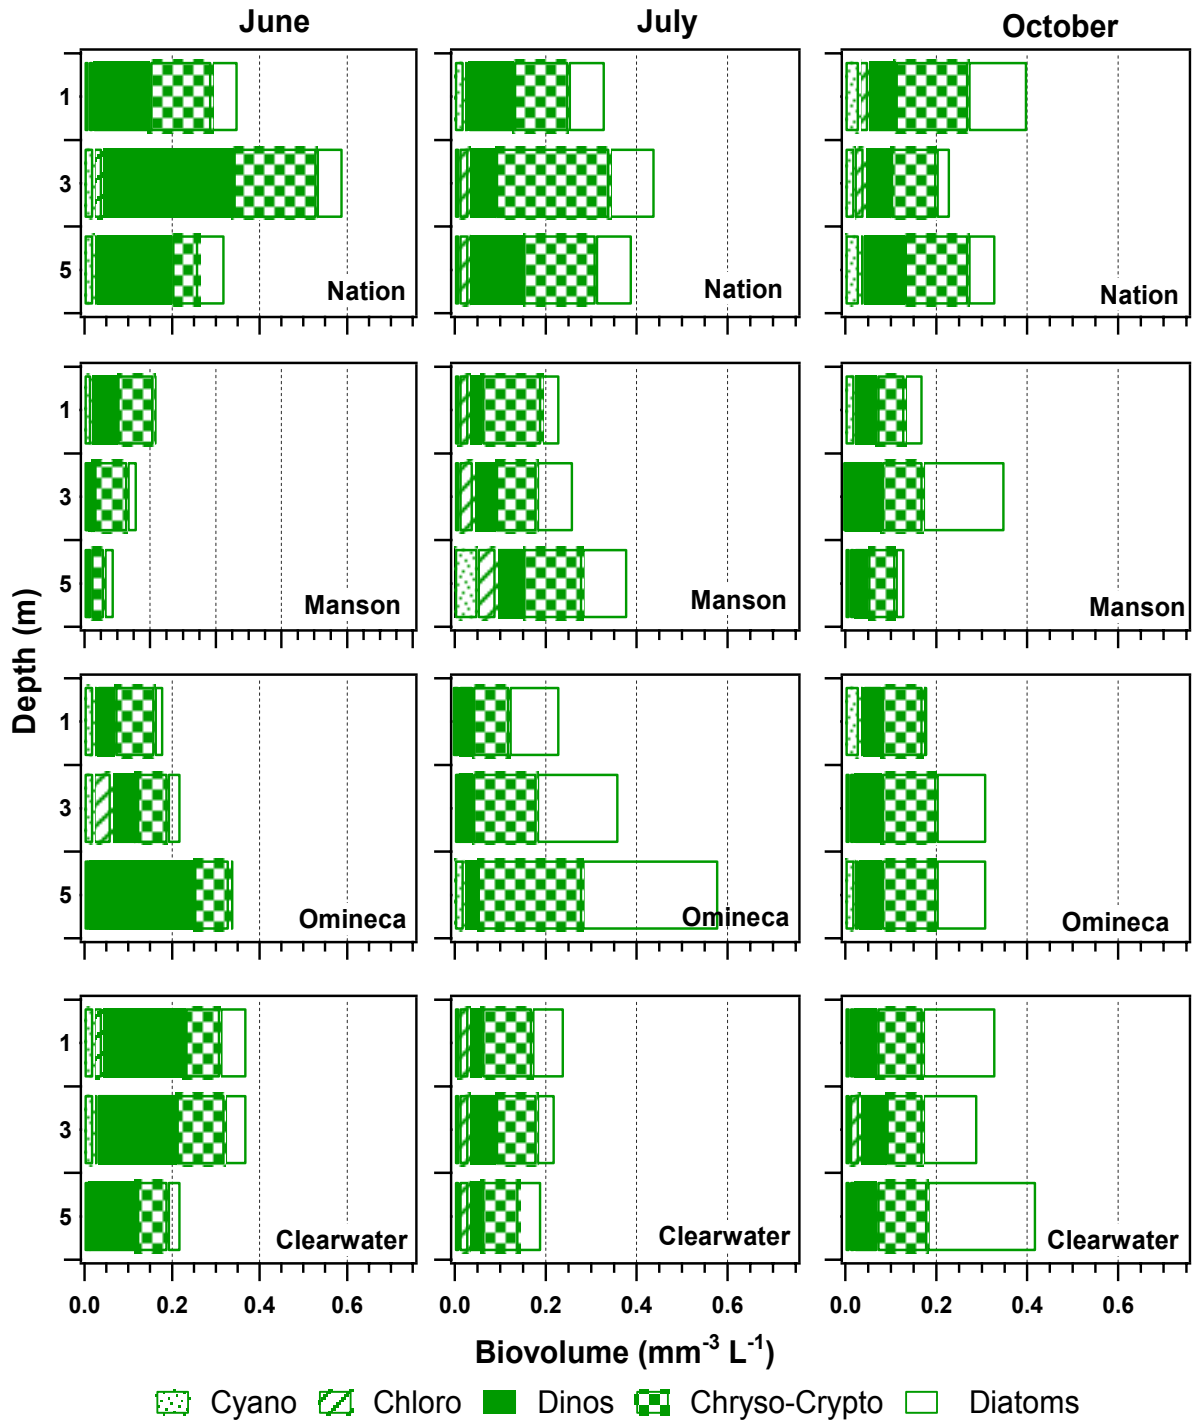 June July October
1
3
5
Nation Nation Nation
1
3
5
Manson Manson Manson
Depth (m)
1
3
5
Omineca Omineca Omineca
1
3
5
Clearwater Clearwater Clearwater
0.0 0.2 0.4 0.6 0.0 0.2 0.4 0.6 0.0 0.2 0.4 0.6
Biovolume (mm⁻³ L⁻¹)
Cyano Chloro Dinos Chryso-Crypto Diatoms